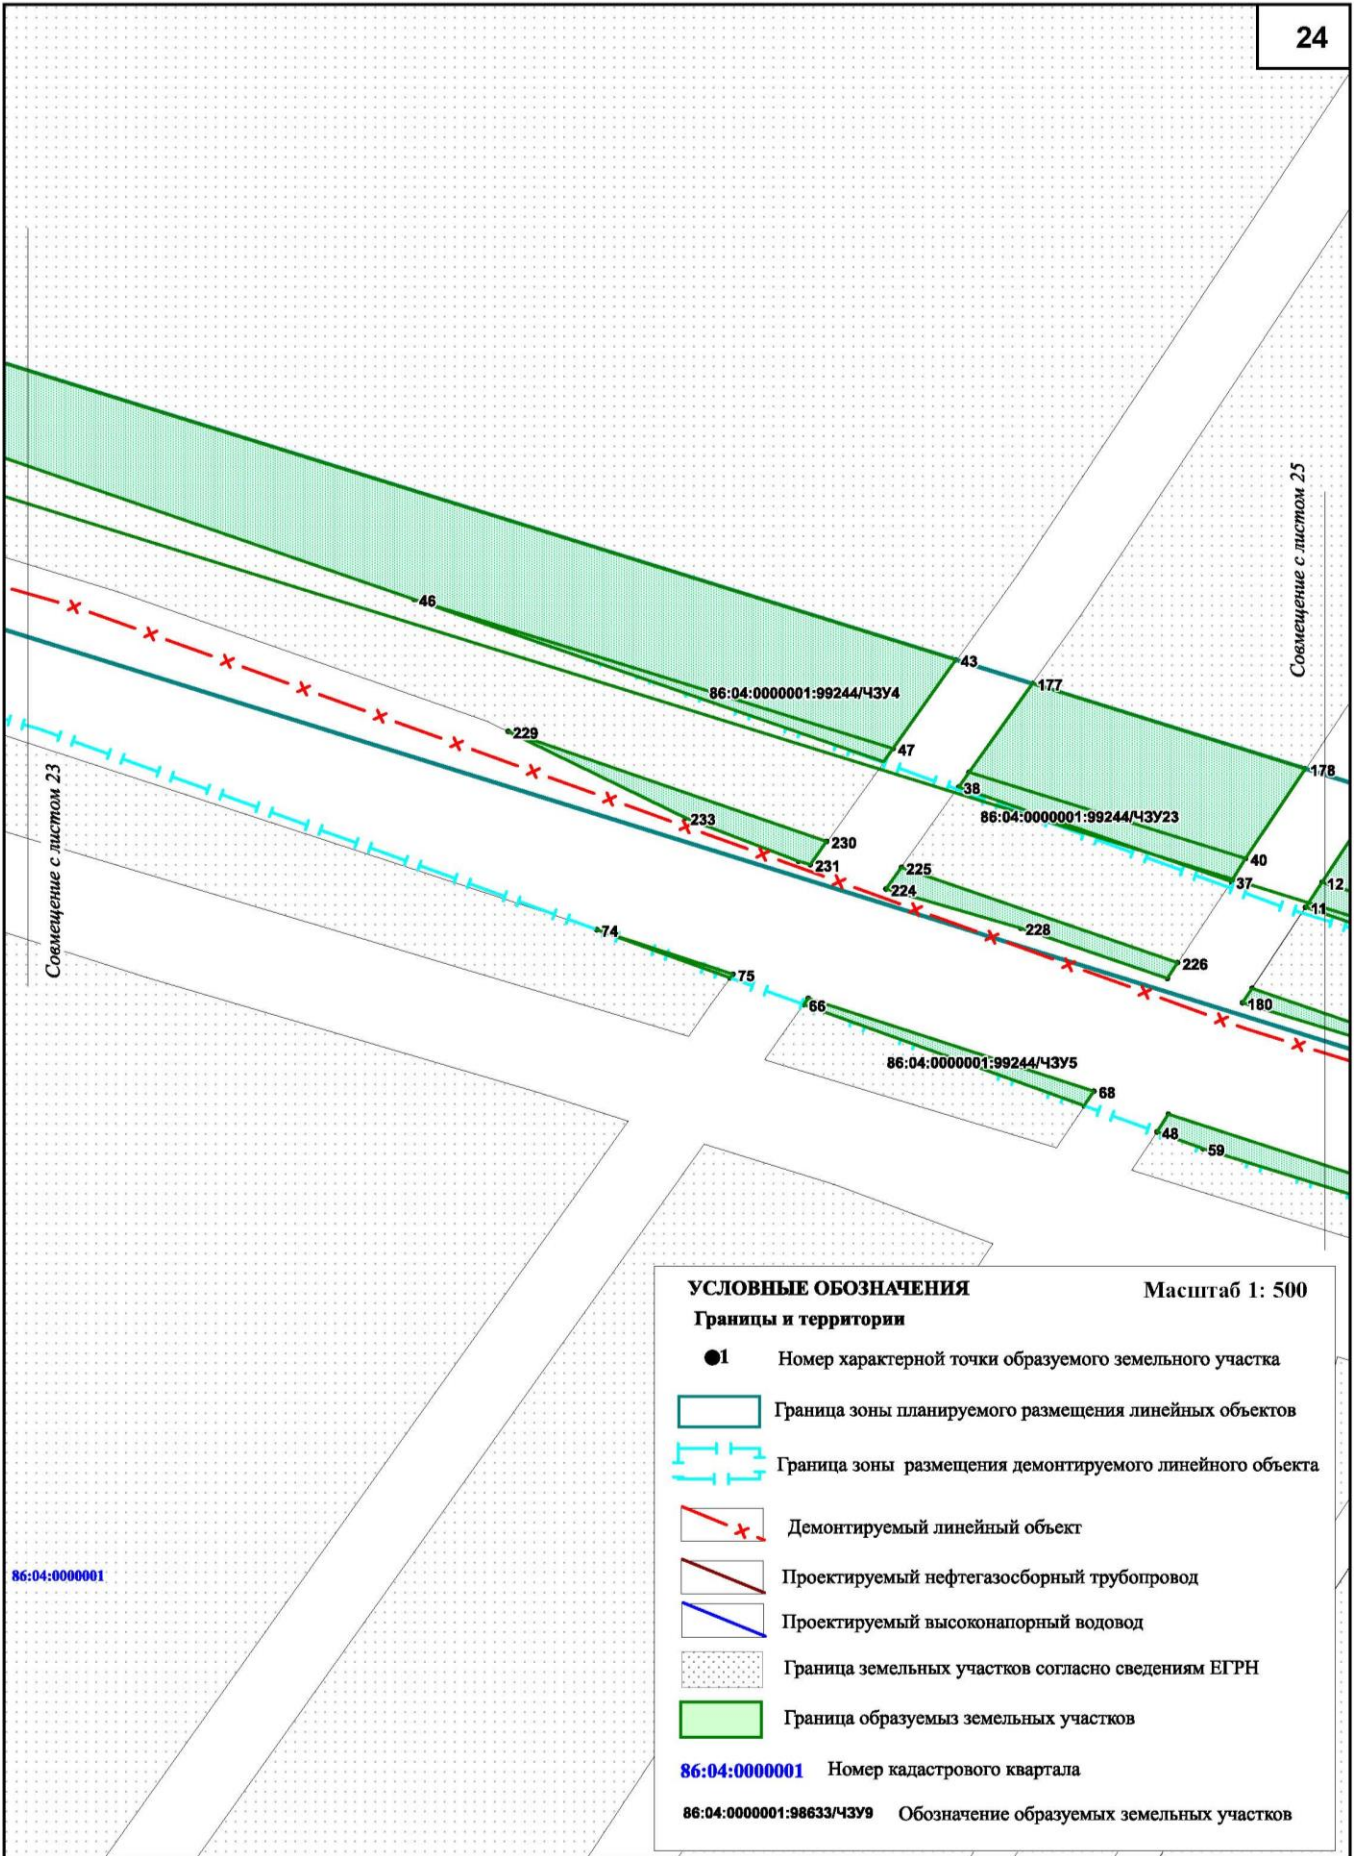 24
Совмещение с листом 25
46
43
177
86:04:0000001:99244/ЧЗУ4
229
47
178
38
86:04:0000001:99244/ЧЗУ23
233
230
40
231
225
37
12
224
11
Совмещение с листом 23
228
74
226
75
66
180
86:04:0000001:99244/ЧЗУ5
68
48
59
УСЛОВНЫЕ ОБОЗНАЧЕНИЯ Масштаб 1: 500
Границы и территории
1 Номер характерной точки образуемого земельного участка
Граница зоны планируемого размещения линейных объектов
Граница зоны размещения демонтируемого линейного объекта
Демонтируемый линейный объект
Проектируемый нефтегазосборный трубопровод
86:04:0000001
Проектируемый высоконапорный водовод
Граница земельных участков согласно сведениям ЕГРН
Граница образуемыз земельных участков
86:04:0000001 Номер кадастрового квартала
86:04:0000001:98633/ЧЗУ9 Обозначение образуемых земельных участков